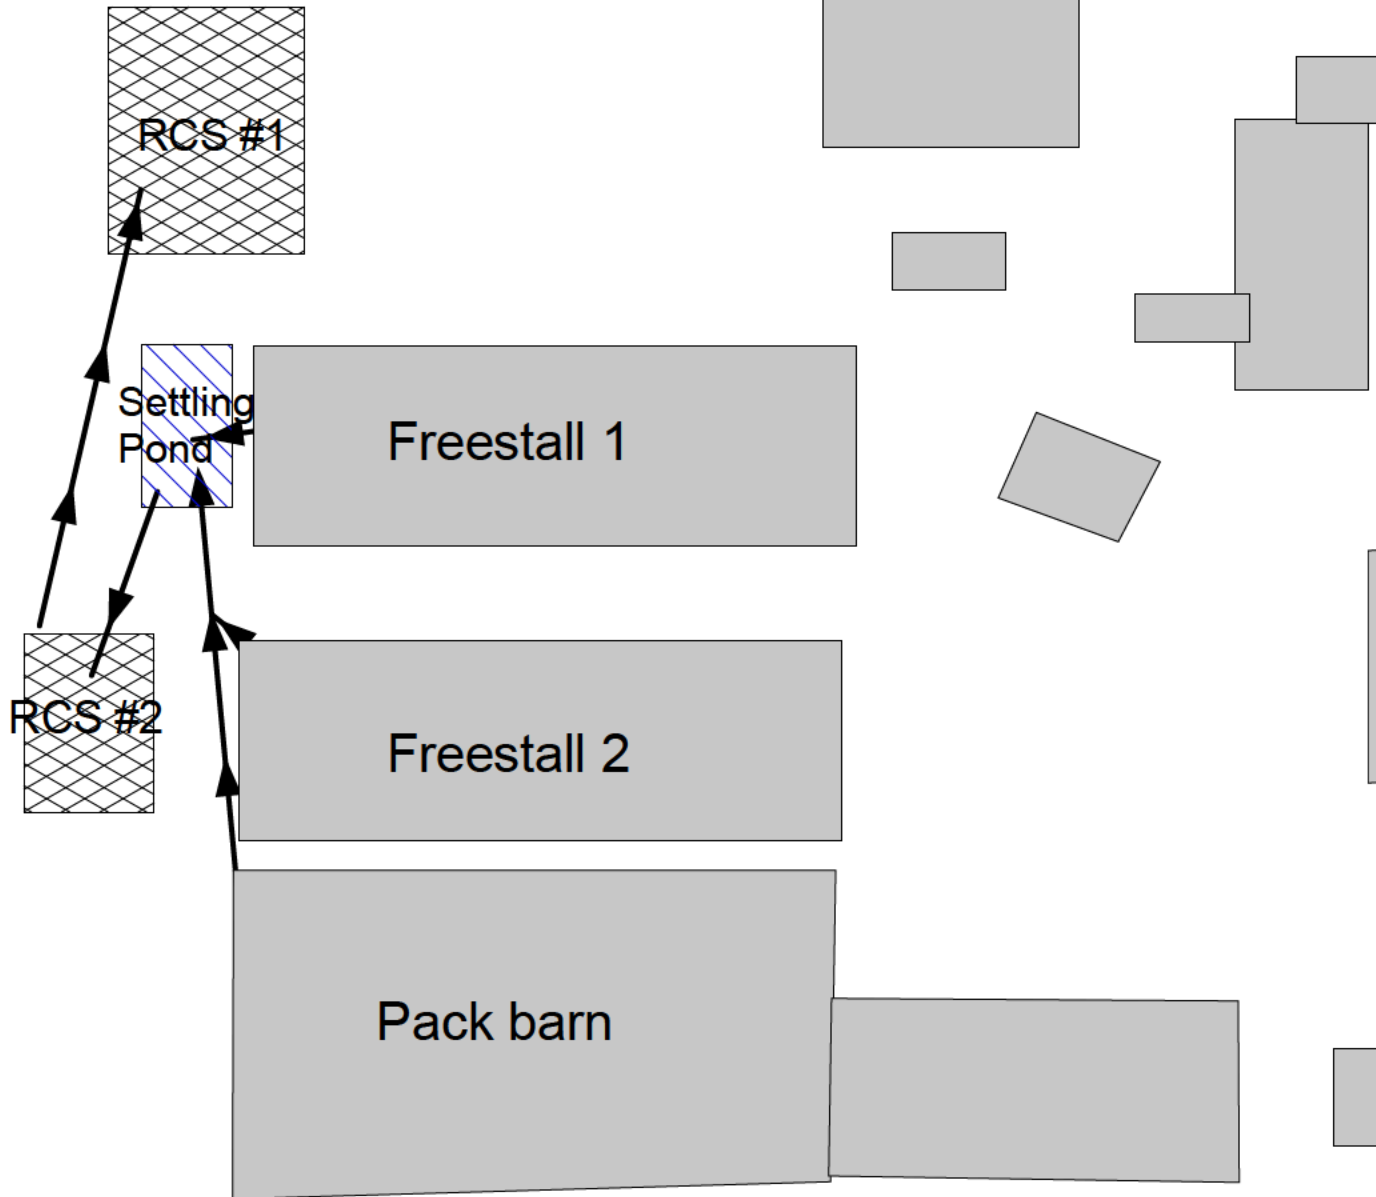 RCS #1
Settling
Pond
Freestall 1
RCS #2
Freestall 2
Pack barn